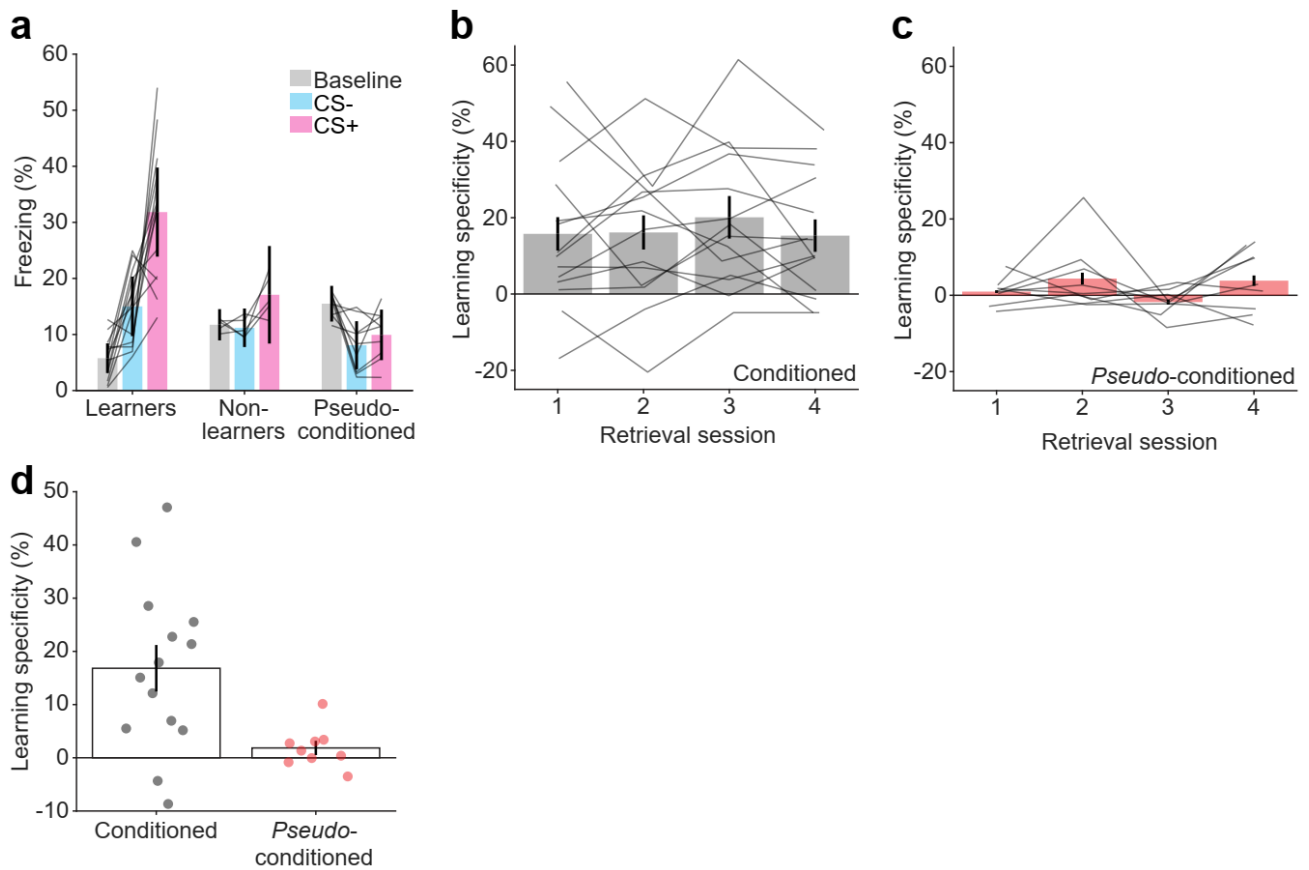 a
60
50
40
30
20
10
0
Freezing (%)
Baseline
CS-
CS+
Learners
Non-
learners
Pseudo-
conditioned
b
60
40
20
0
-20
Learning specificity (%)
Conditioned
1 2 3 4
Retrieval session
c
60
40
20
0
-20
Learning specificity (%)
Pseudo-conditioned
1 2 3 4
Retrieval session
d
50
40
30
20
10
0
-10
Learning specificity (%)
Conditioned
Pseudo-
conditioned